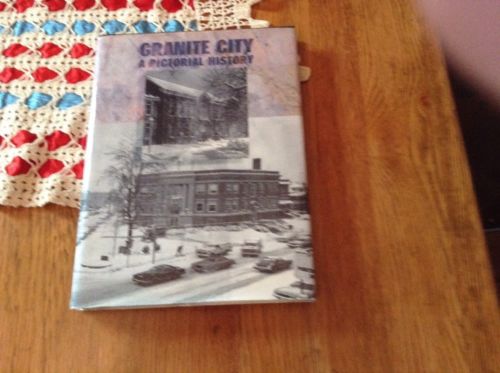 GRANITE CITY
A PICTORIAL HISTORY